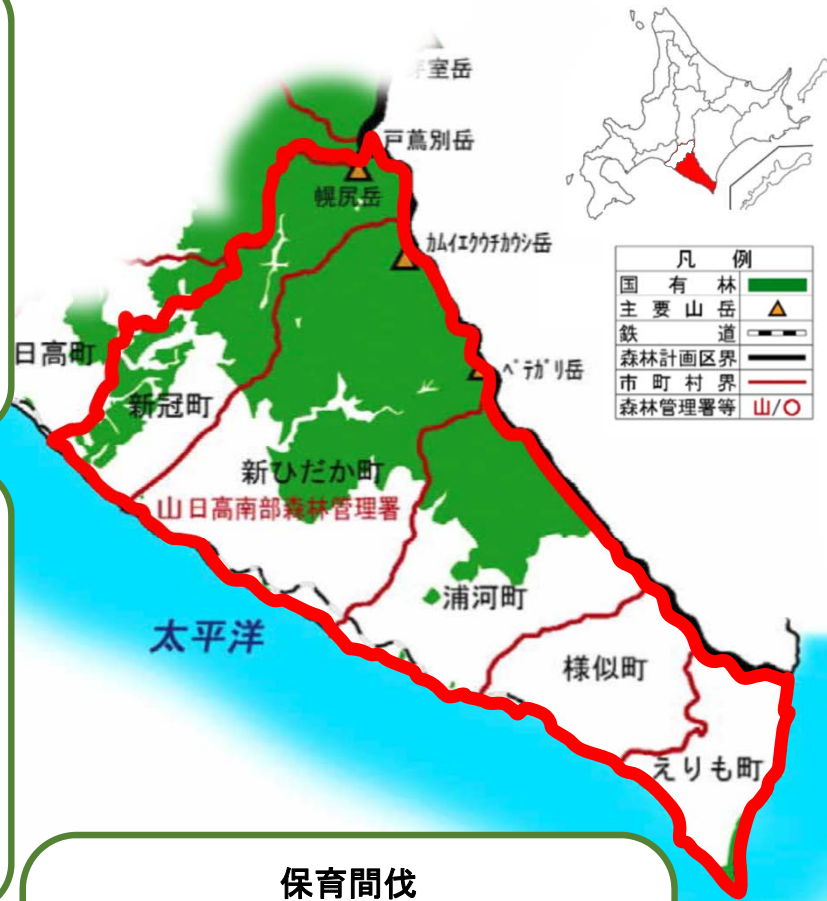 室岳
戸蔦別岳
幌尻岳
カムイエクウチカウシ岳
凡例
国有林
主要山岳
鉄道
森林計画区界
市町村界
森林管理署等 山/○
ペテガリ岳
日高町
新冠町
新ひだか町
山日高南部森林管理署
浦河町
太平洋
様似町
えりも町
保育間伐